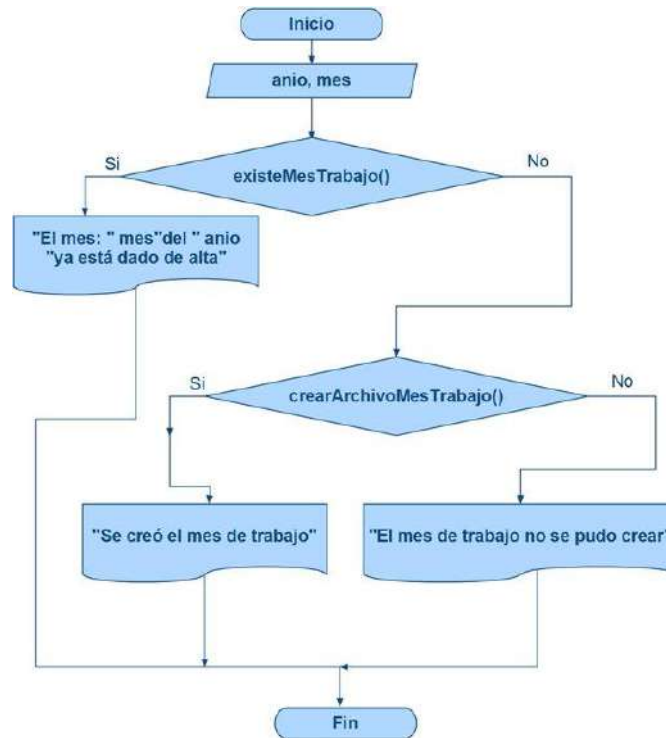 Inicio
anio, mes
Si
No
existeMesTrabajo()
"El mes: " mes"del " anio
"ya está dado de alta"
Si
No
crearArchivoMesTrabajo()
"Se creó el mes de trabajo"
"El mes de trabajo no se pudo crear"
Fin